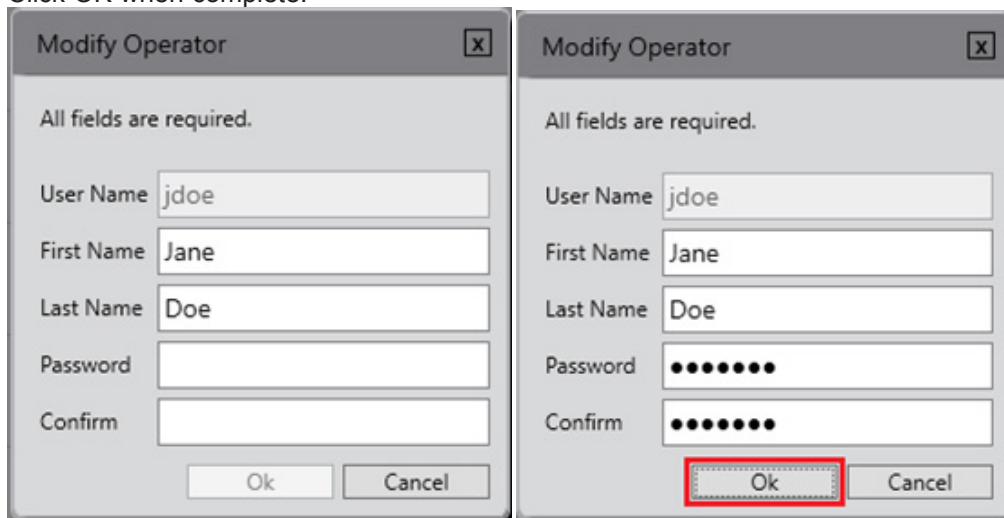 Click OK when complete.
Modify Operator x
All fields are required.
User Name jdoe
First Name Jane
Last Name Doe
Password
Confirm
Ok Cancel
Modify Operator x
All fields are required.
User Name jdoe
First Name Jane
Last Name Doe
Password •••••••
Confirm •••••••
Ok Cancel